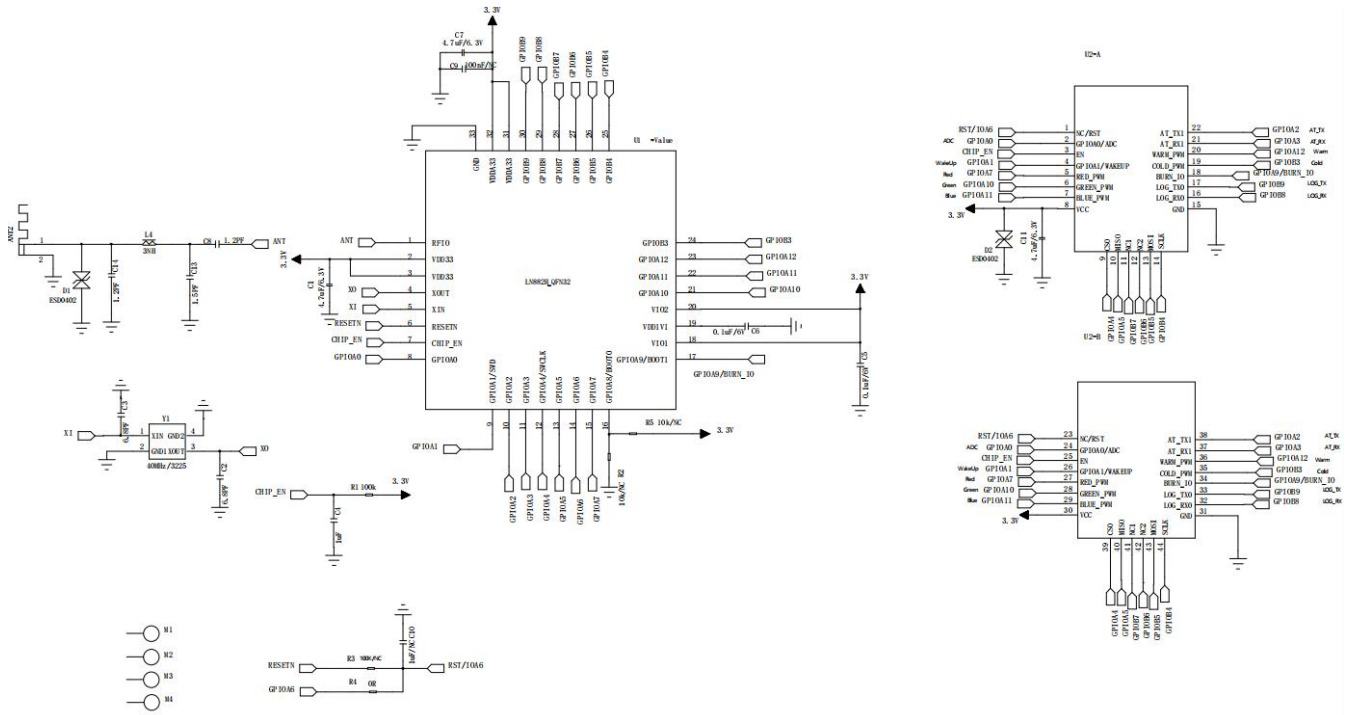 3.3V
C7
4.7uF/6.3V
C9 100nF/NC
GPIOB9
GPIOB8
GPIOB7
GPIOB6
GPIOB5
GPIOB4
33
32
31
30
29
28
27
26
25
U1 =Value
GND
VDDA33
VDDA33
GPIOB9
GPIOB8
GPIOB7
GPIOB6
GPIOB5
GPIOB4
ANT 1 RFIO
3.3V 2 VDD33
3 VDD33
C1
4.7uF/6.3V
XO 4 XOUT
XI 5 XIN
RESETN 6 RESETN
CHIP_EN 7 CHIP_EN
GPIOA0 8 GPIOA0
LN882H_QFN32
GPIOB3 24 GPIOB3
GPIOA12 23 GPIOA12
GPIOA11 22 GPIOA11
GPIOA10 21 GPIOA10
VIO2 20
VDD1V1 19
0.1uF/6V C6
VIO1 18
GPIOA9/BOOT1 17
GPIOA9/BURN_IO
3.3V
C5
0.1uF/6V
GPIOA1/SWD
GPIOA2
GPIOA3
GPIOA4/SWCLK
GPIOA5
GPIOA6
GPIOA7
GPIOA8/BOOT0
9
10
11
12
13
14
15
16
GPIOA1
GPIOA2
GPIOA3
GPIOA4
GPIOA5
GPIOA6
GPIOA7
R5 10k/NC
3.3V
R2
10k/NC
ANT2
1
2
L4
3NH
C8 1.2PF ANT
D1
ESD0402
C14
1.2PF
C13
1.5PF
C3
6.8PF
Y1
XI 1 XIN GND2 4
2 GND1 XOUT 3 XO
40MHz/3225
C2
6.8PF
CHIP_EN R1 100k 3.3V
C4
1uF
M1
M2
M3
M4
C10
1uF/NC
RESETN R3 100K/NC RST/IOA6
GPIOA6 R4 0R
U2-A
RST/IOA6 1 NC/RST
ADC GPIOA0 2 GPIOA0/ADC
CHIP_EN 3 EN
WakeUp GPIOA1 4 GPIOA1/WAKEUP
Red GPIOA7 5 RED_PWM
Green GPIOA10 6 GREEN_PWM
Blue GPIOA11 7 BLUE_PWM
3.3V 8 VCC
AT_TX1 22 GPIOA2 AT_TX
AT_RX1 21 GPIOA3 AT_RX
WARM_PWM 20 GPIOA12 Warm
COLD_PWM 19 GPIOB3 Cold
BURN_IO 18 GPIOA9/BURN_IO
LOG_TX0 17 GPIOB9 LOG_TX
LOG_RX0 16 GPIOB8 LOG_RX
GND 15
D2
ESD0402
C11
4.7uF/6.3V
CS0
MISO
NC1
NC2
MOSI
SCLK
9
10
11
12
13
14
GPIOA4
GPIOA5
GPIOB7
GPIOB6
GPIOB5
GPIOB4
U2-B
RST/IOA6 23 NC/RST
ADC GPIOA0 24 GPIOA0/ADC
CHIP_EN 25 EN
WakeUp GPIOA1 26 GPIOA1/WAKEUP
Red GPIOA7 27 RED_PWM
Green GPIOA10 28 GREEN_PWM
Blue GPIOA11 29 BLUE_PWM
3.3V 30 VCC
AT_TX1 38 GPIOA2 AT_TX
AT_RX1 37 GPIOA3 AT_RX
WARM_PWM 36 GPIOA12 Warm
COLD_PWM 35 GPIOB3 Cold
BURN_IO 34 GPIOA9/BURN_IO
LOG_TX0 33 GPIOB9 LOG_TX
LOG_RX0 32 GPIOB8 LOG_RX
GND 31
CS0
MISO
NC1
NC2
MOSI
SCLK
39
40
41
42
43
44
GPIOA4
GPIOA5
GPIOB7
GPIOB6
GPIOB5
GPIOB4